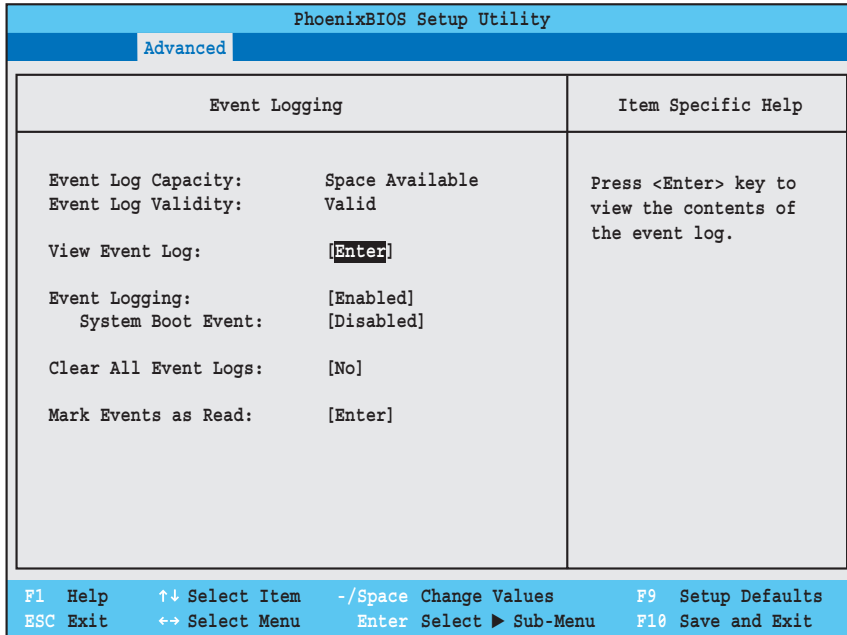 PhoenixBIOS Setup Utility
Advanced
Event Logging
Item Specific Help
Event Log Capacity: Space Available
Event Log Validity: Valid
View Event Log: [Enter]
Event Logging: [Enabled]
System Boot Event: [Disabled]
Clear All Event Logs: [No]
Mark Events as Read: [Enter]
Press <Enter> key to
view the contents of
the event log.
F1 Help ↑↓ Select Item -/Space Change Values F9 Setup Defaults
ESC Exit ←→ Select Menu Enter Select ▶ Sub-Menu F10 Save and Exit